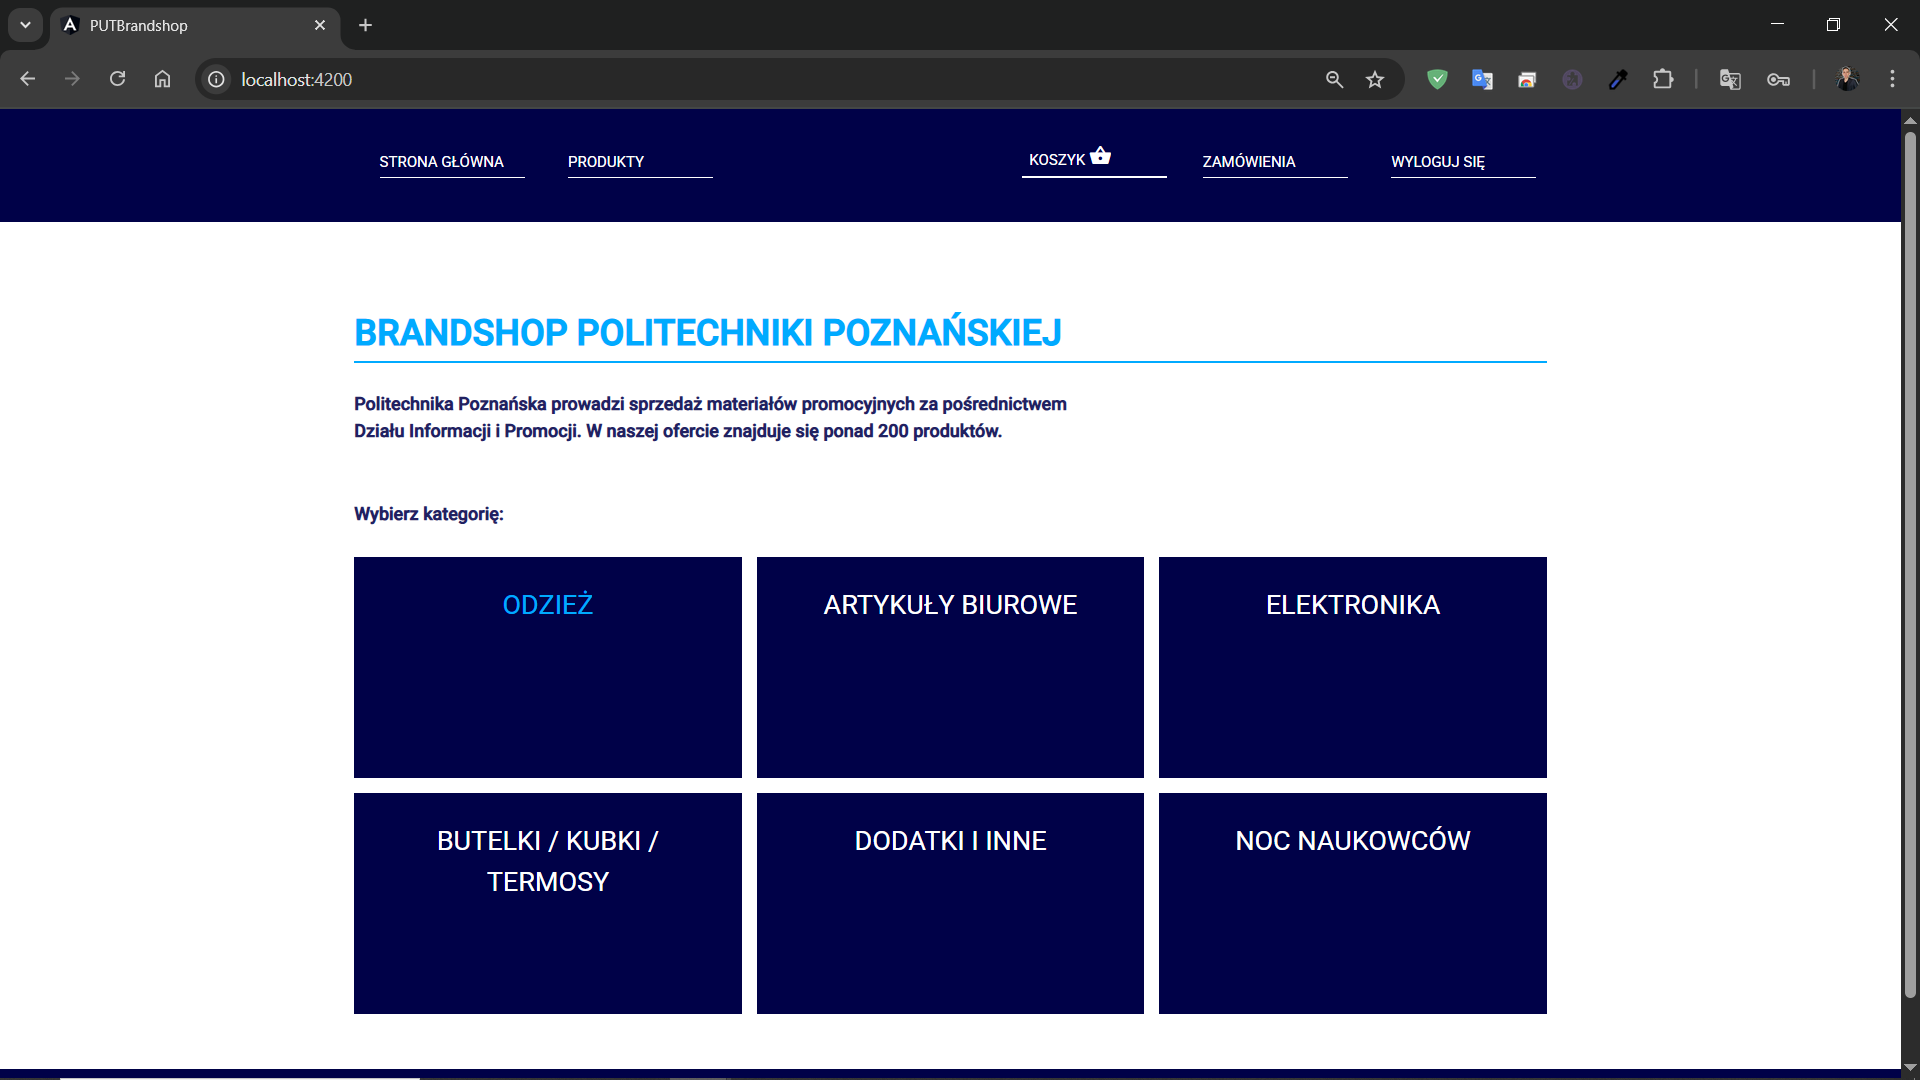 PUTBrandshop
localhost:4200
STRONA GŁÓWNA
PRODUKTY
KOSZYK
ZAMÓWIENIA
WYLOGUJ SIĘ
BRANDSHOP POLITECHNIKI POZNAŃSKIEJ
Politechnika Poznańska prowadzi sprzedaż materiałów promocyjnych za pośrednictwem
Działu Informacji i Promocji. W naszej ofercie znajduje się ponad 200 produktów.
Wybierz kategorię:
ODZIEŻ
ARTYKUŁY BIUROWE
ELEKTRONIKA
BUTELKI / KUBKI /
TERMOSY
DODATKI I INNE
NOC NAUKOWCÓW